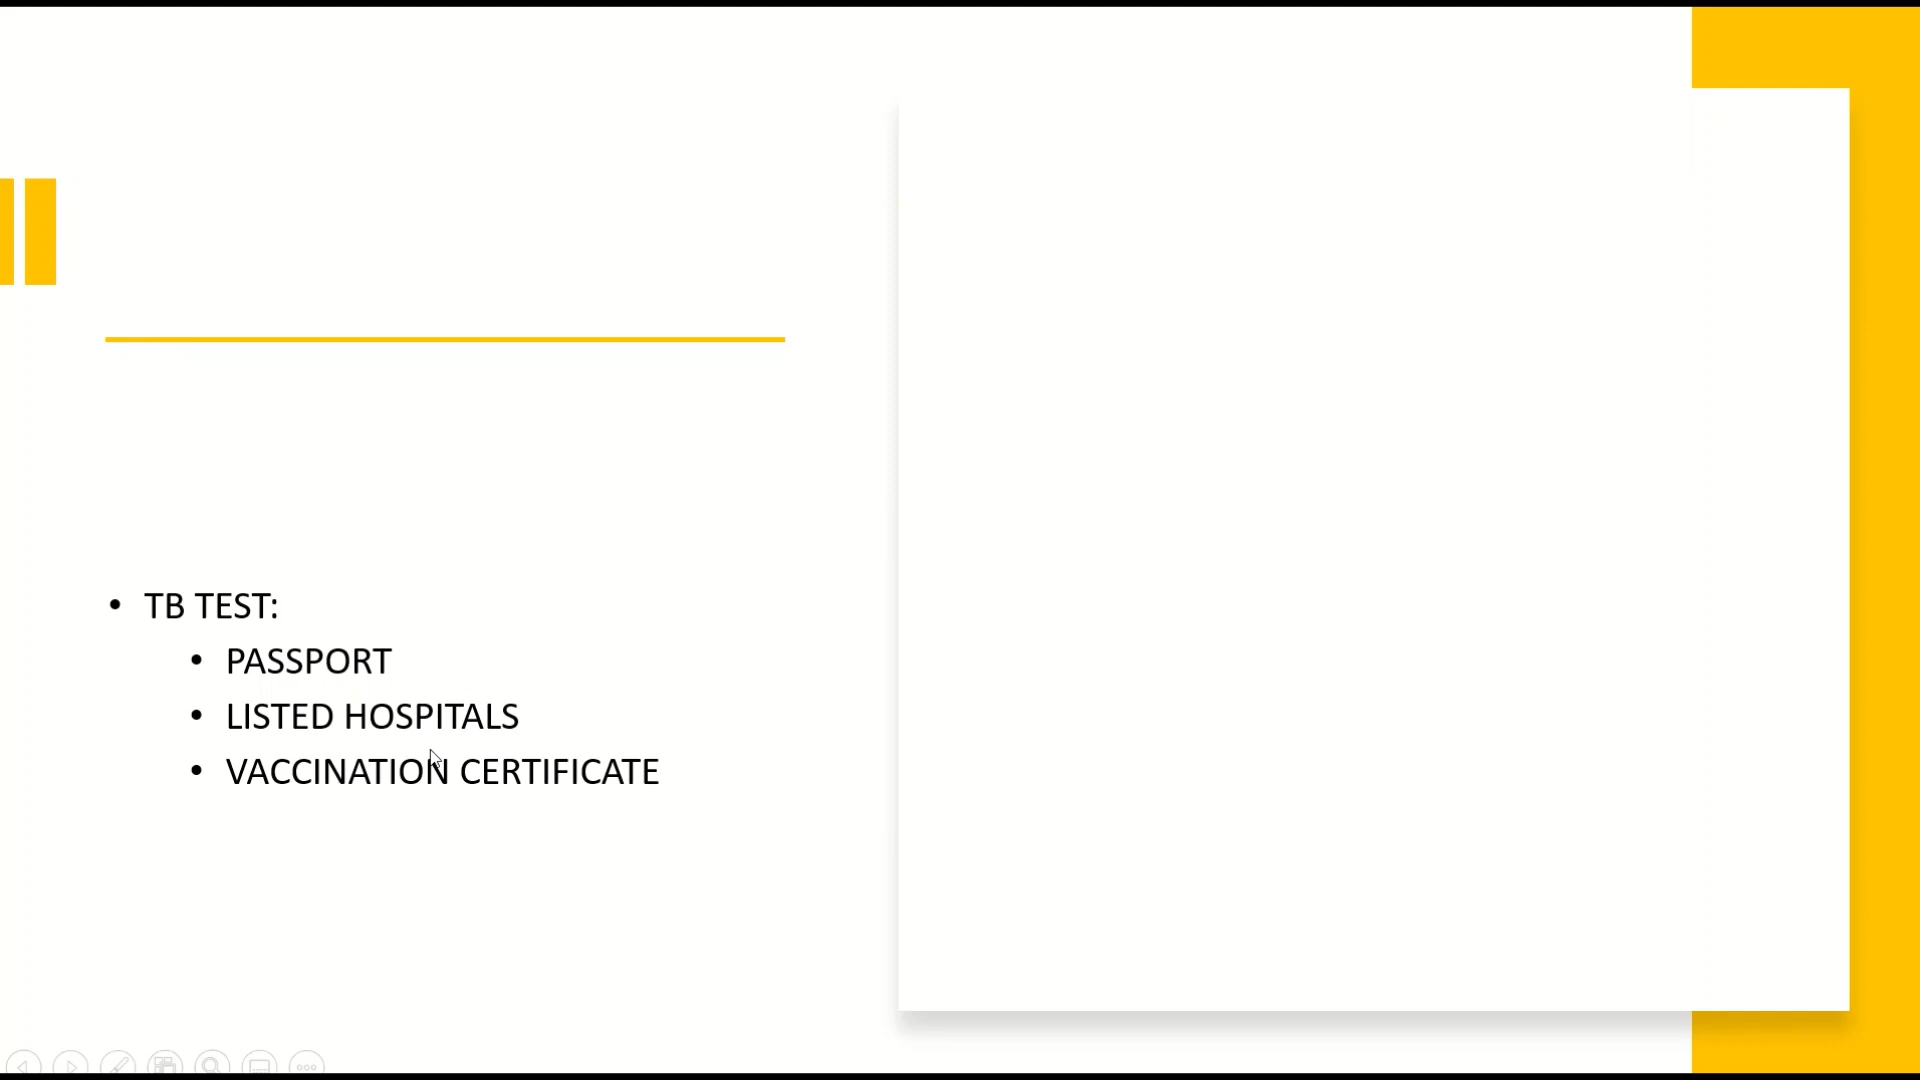 • TB TEST:
• PASSPORT
• LISTED HOSPITALS
• VACCINATION CERTIFICATE